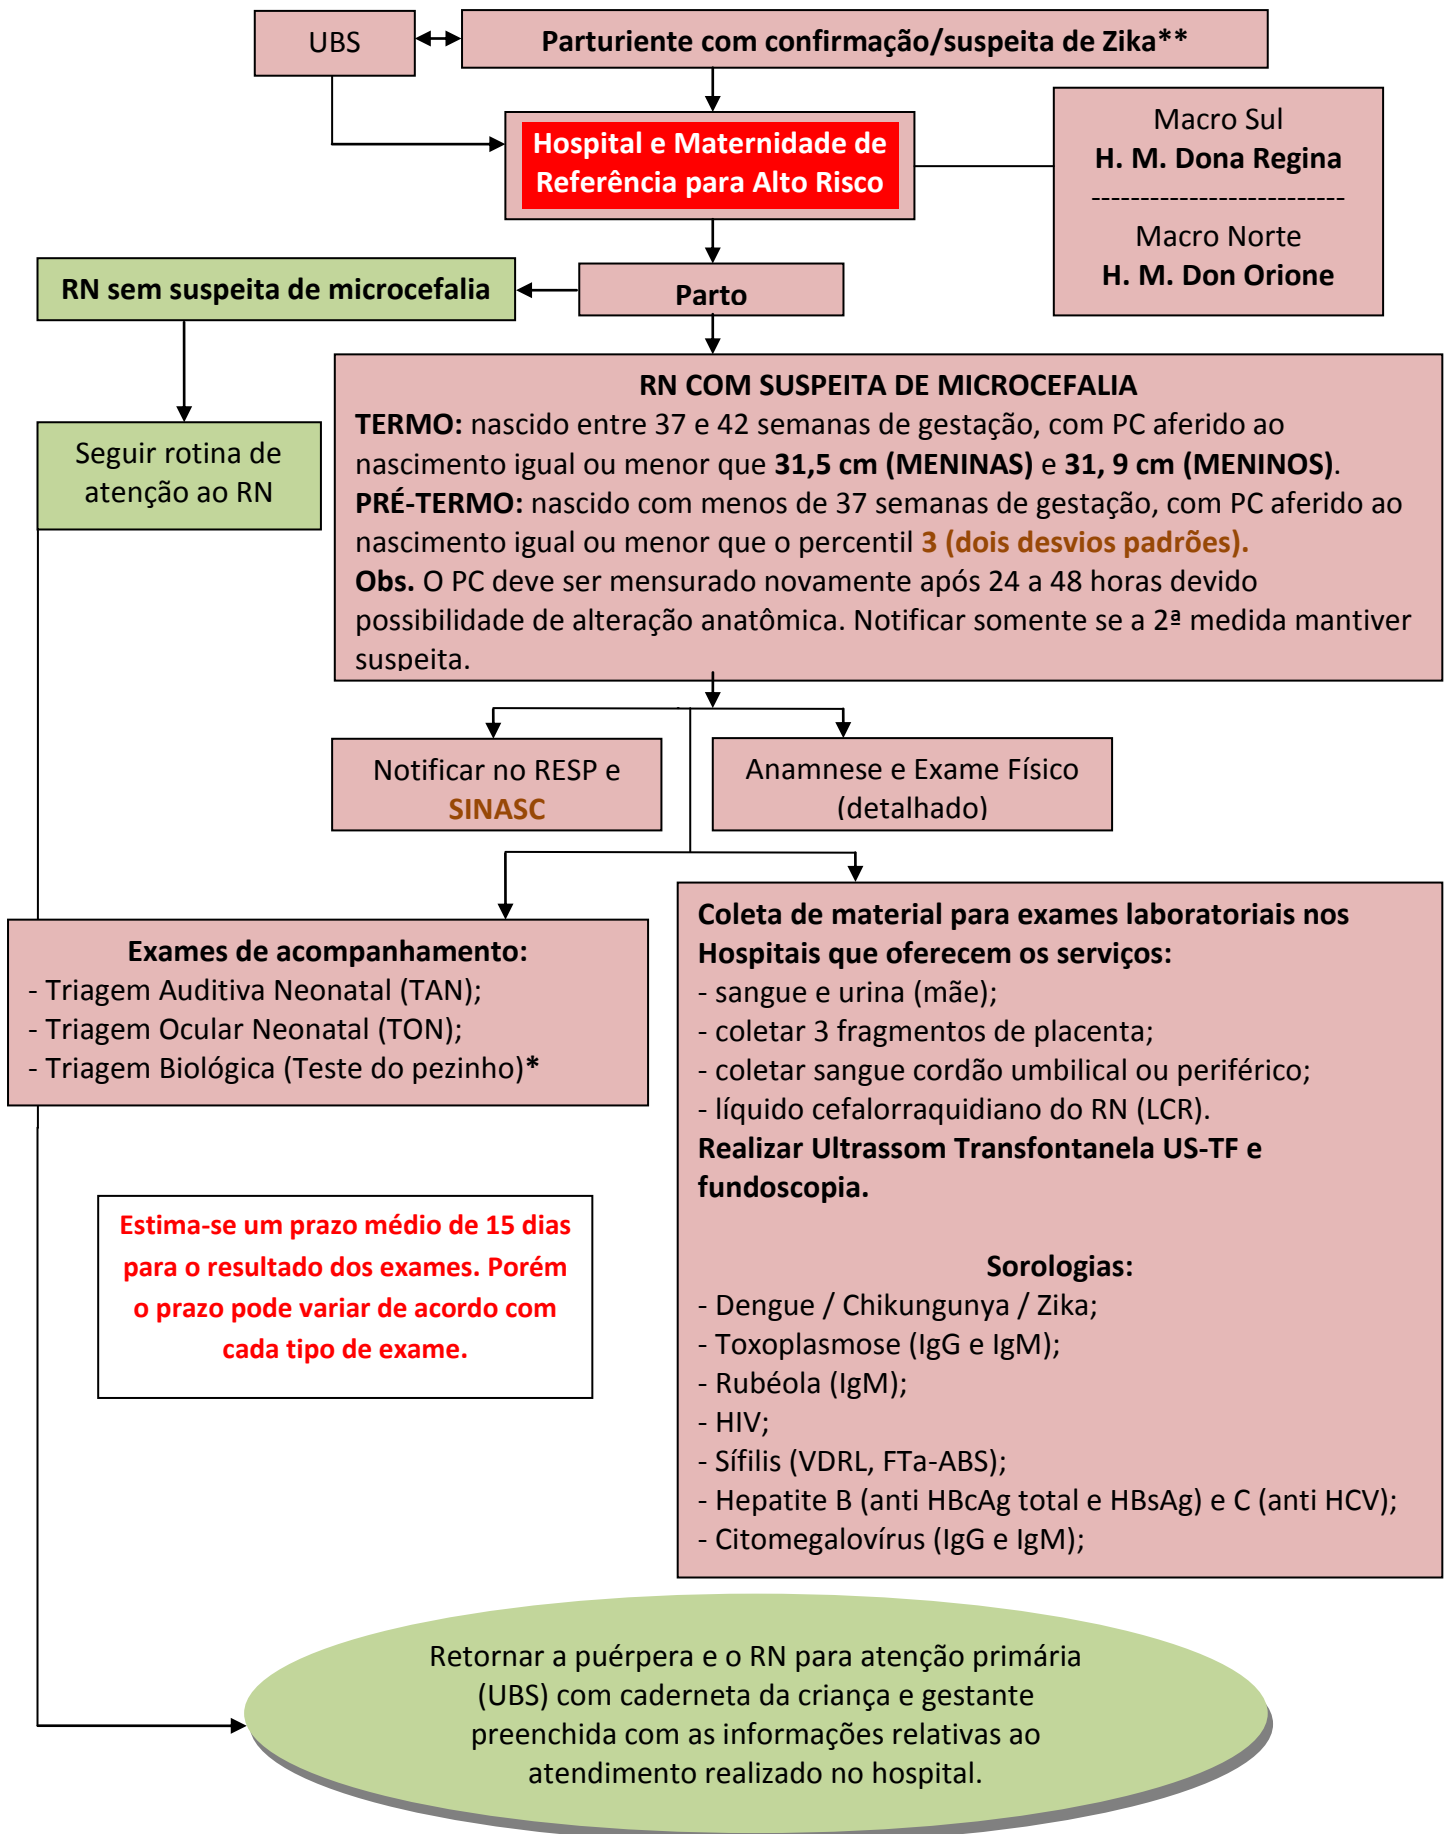 UBS
Parturiente com confirmação/suspeita de Zika**
Hospital e Maternidade de
Referência para Alto Risco
Macro Sul
H. M. Dona Regina
--------------------------
Macro Norte
H. M. Don Orione
RN sem suspeita de microcefalia
Parto
Seguir rotina de
atenção ao RN
RN COM SUSPEITA DE MICROCEFALIA
TERMO: nascido entre 37 e 42 semanas de gestação, com PC aferido ao
nascimento igual ou menor que 31,5 cm (MENINAS) e 31, 9 cm (MENINOS).
PRÉ-TERMO: nascido com menos de 37 semanas de gestação, com PC aferido ao
nascimento igual ou menor que o percentil 3 (dois desvios padrões).
Obs. O PC deve ser mensurado novamente após 24 a 48 horas devido
possibilidade de alteração anatômica. Notificar somente se a 2ª medida mantiver
suspeita.
Notificar no RESP e
SINASC
Anamnese e Exame Físico
(detalhado)
Exames de acompanhamento:
- Triagem Auditiva Neonatal (TAN);
- Triagem Ocular Neonatal (TON);
- Triagem Biológica (Teste do pezinho)*
Coleta de material para exames laboratoriais nos
Hospitais que oferecem os serviços:
- sangue e urina (mãe);
- coletar 3 fragmentos de placenta;
- coletar sangue cordão umbilical ou periférico;
- líquido cefalorraquidiano do RN (LCR).
Realizar Ultrassom Transfontanela US-TF e
fundoscopia.
Sorologias:
- Dengue / Chikungunya / Zika;
- Toxoplasmose (IgG e IgM);
- Rubéola (IgM);
- HIV;
- Sífilis (VDRL, FTa-ABS);
- Hepatite B (anti HBcAg total e HBsAg) e C (anti HCV);
- Citomegalovírus (IgG e IgM);
Estima-se um prazo médio de 15 dias
para o resultado dos exames. Porém
o prazo pode variar de acordo com
cada tipo de exame.
Retornar a puérpera e o RN para atenção primária
(UBS) com caderneta da criança e gestante
preenchida com as informações relativas ao
atendimento realizado no hospital.